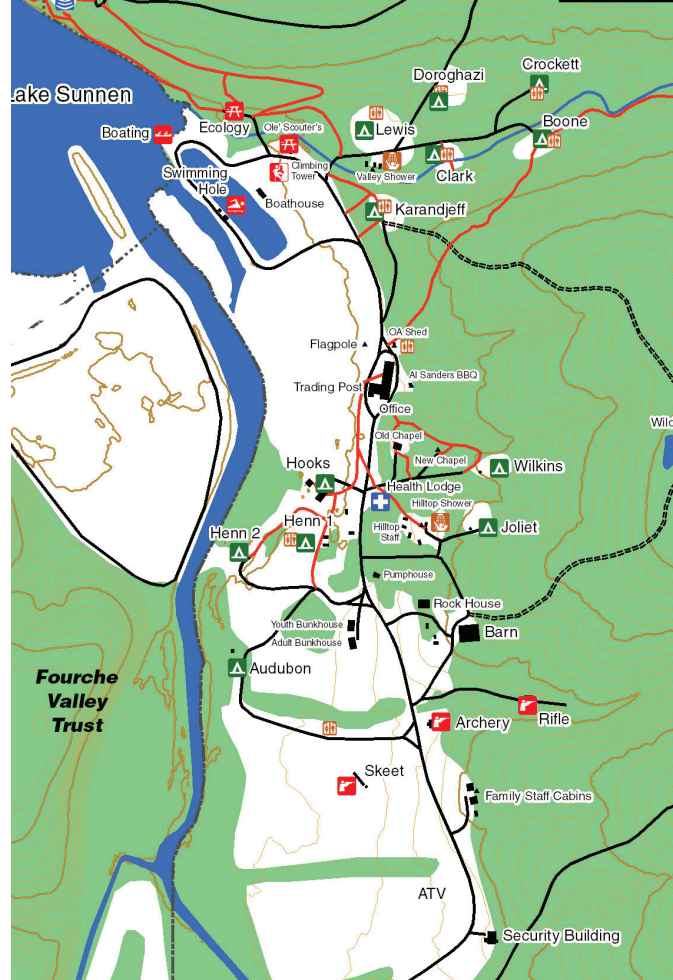 Crockett
Doroghazi
Lake Sunnen
Boone
Ecology
Ole' Scouter's
Lewis
Boating
Clark
Valley Shower
Climbing
Tower
Swimming
Hole
Boathouse
Karandjeff
OA Shed
Flagpole
Al Sanders BBQ
Trading Post
Office
Old Chapel
New Chapel
Hooks
Wilkins
Health Lodge
Hilltop Shower
Henn 1
Hilltop
Staff
Joliet
Henn 2
Pumphouse
Rock House
Youth Bunkhouse
Adult Bunkhouse
Barn
Audubon
Fourche
Valley
Trust
Archery
Rifle
Skeet
Family Staff Cabins
ATV
Security Building